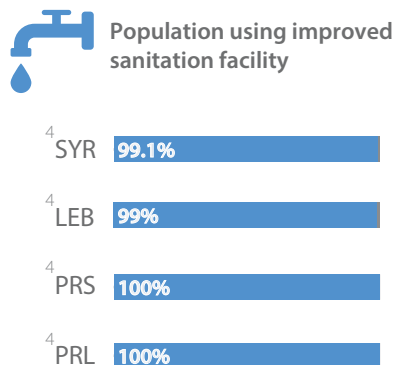 Population using improved
sanitation facility
4 SYR 99.1%
4 LEB 99%
4 PRS 100%
4 PRL 100%